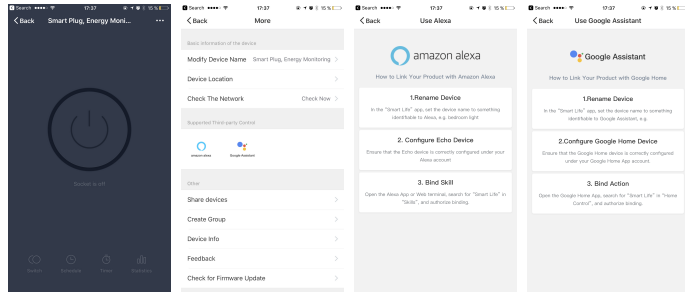 Search 17:37 15 %
Back Smart Plug, Energy Moni...
Socket is off
Switch Schedule Timer Statistics
Search 17:37 15 %
Back More
Basic information of the device
Modify Device Name Smart Plug, Energy Monitoring
Device Location
Check The Network Check Now
Supported Third-party Control
amazon alexa Google Assistant
Other
Share devices
Create Group
Device Info
Feedback
Check for Firmware Update
Search 17:37 15 %
Back Use Alexa
amazon alexa
How to Link Your Product with Amazon Alexa
1.Rename Device
In the "Smart Life" app, set the device name to something
identifiable to Alexa, e.g. bedroom light
2. Configure Echo Device
Ensure that the Echo device is correctly configured under your
Alexa account
3. Bind Skill
Open the Alexa App or Web terminal, search for "Smart Life" in
"Skills", and authorize binding.
Search 17:37 15 %
Back Use Google Assistant
Google Assistant
How to Link Your Product with Google Home
1.Rename Device
In the "Smart Life" app, set the device name to something
identifiable to Google Assistant, e.g.
2.Configure Google Home Device
Ensure that the Google Home device is correctly configured
under your Google Home App account
3. Bind Action
Open the Google Home App, search for "Smart Life" in "Home
Control", and authorize binding.